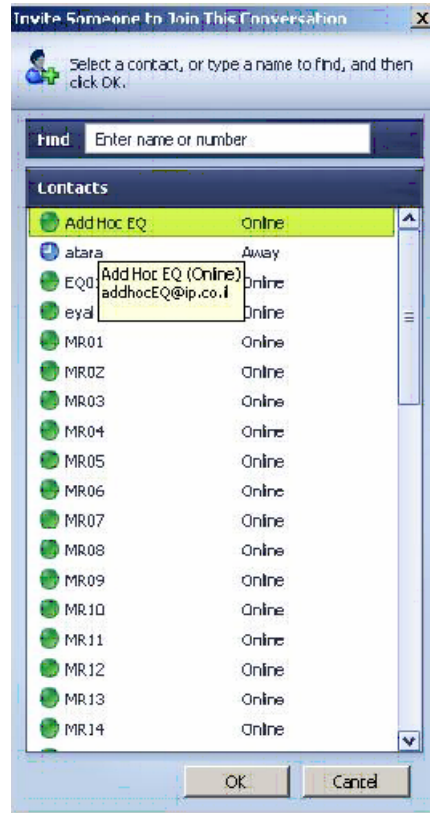 Invite Someone to Join This Conversation
X
Select a contact, or type a name to find, and then
click OK.
Find Enter name or number
Contacts
Add Hoc EQ Online
atara Away
Add Hoc EQ (Online)
addhocEQ@ip.co.il
Online
eyal Online
MR01 Online
MR02 Online
MR03 Online
MR04 Online
MR05 Online
MR06 Online
MR07 Online
MR08 Online
MR09 Online
MR10 Online
MR11 Online
MR12 Online
MR13 Online
MR14 Online
OK Cancel